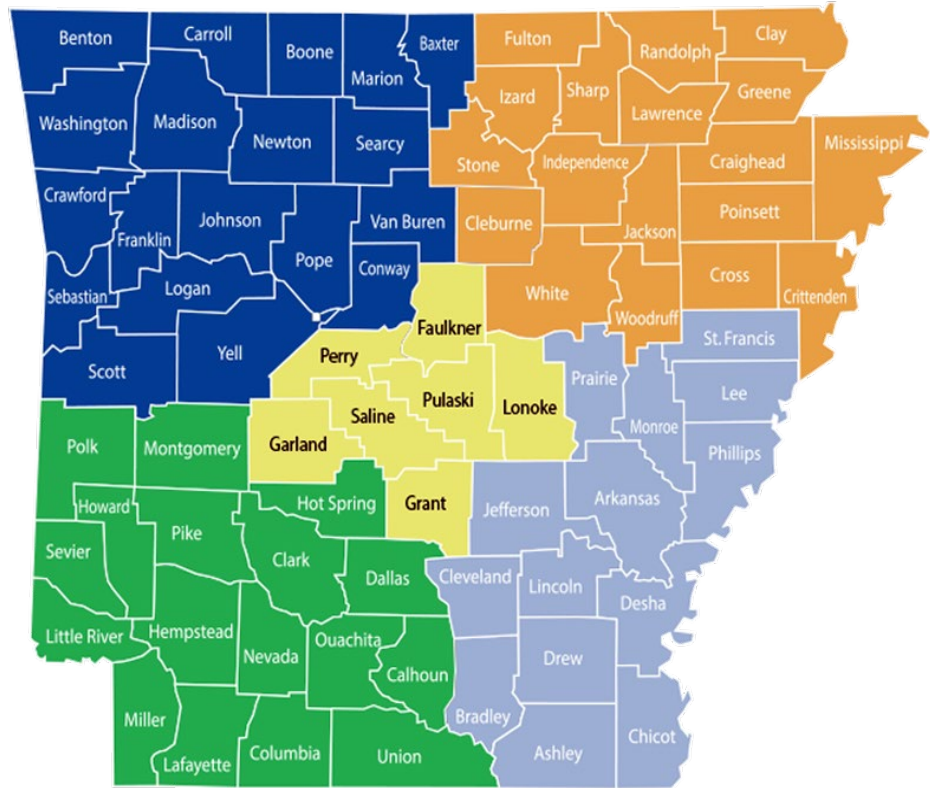 Benton
Carroll
Boone
Marion
Baxter
Fulton
Randolph
Clay
Izard
Sharp
Lawrence
Greene
Washington
Madison
Newton
Searcy
Stone
Independence
Craighead
Mississippi
Crawford
Franklin
Johnson
Pope
Van Buren
Cleburne
Jackson
Poinsett
Sebastian
Logan
Conway
White
Woodruff
Cross
Crittenden
Scott
Yell
Perry
Faulkner
Prairie
St. Francis
Polk
Montgomery
Garland
Saline
Pulaski
Lonoke
Monroe
Lee
Phillips
Howard
Pike
Hot Spring
Grant
Jefferson
Arkansas
Sevier
Clark
Dallas
Cleveland
Lincoln
Desha
Little River
Hempstead
Nevada
Ouachita
Calhoun
Drew
Miller
Lafayette
Columbia
Union
Bradley
Ashley
Chicot